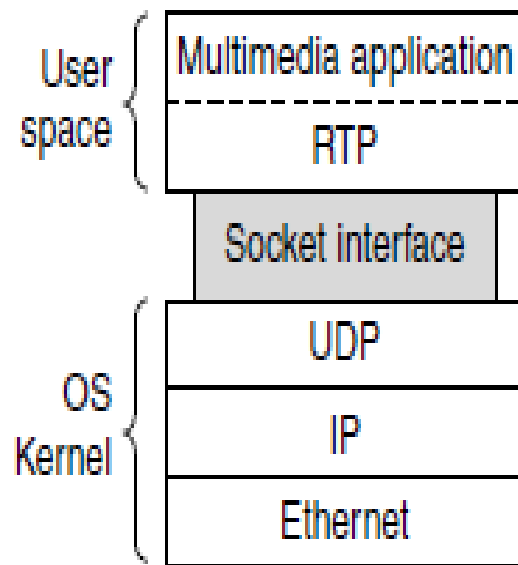 User
space
Multimedia application
RTP
Socket interface
OS
Kernel
UDP
IP
Ethernet